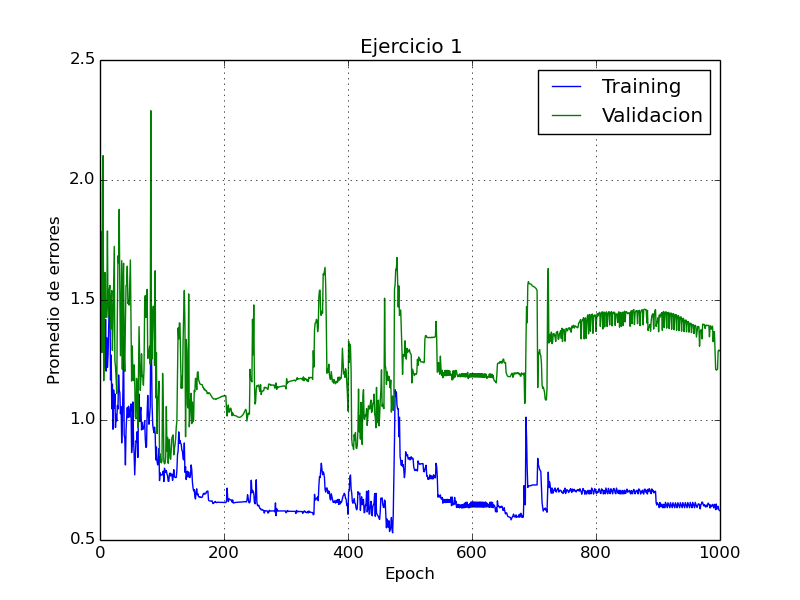 Ejercicio 1
2.5
2.0
1.5
1.0
0.5
Promedio de errores
Training
Validacion
0 200 400 600 800 1000
Epoch